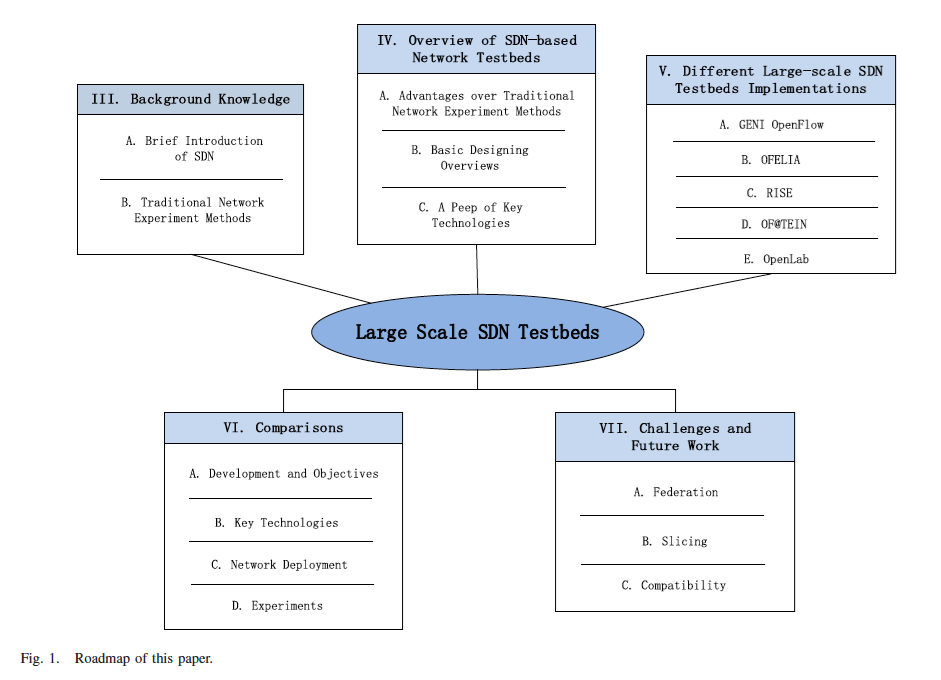 III. Background Knowledge
A. Brief Introduction
of SDN
B. Traditional Network
Experiment Methods
IV. Overview of SDN-based
Network Testbeds
A. Advantages over Traditional
Network Experiment Methods
B. Basic Designing
Overviews
C. A Peep of Key
Technologies
V. Different Large-scale SDN
Testbeds Implementations
A. GENI OpenFlow
B. OFELIA
C. RISE
D. OF@TEIN
E. OpenLab
Large Scale SDN Testbeds
VI. Comparisons
A. Development and Objectives
B. Key Technologies
C. Network Deployment
D. Experiments
VII. Challenges and
Future Work
A. Federation
B. Slicing
C. Compatibility
Fig. 1. Roadmap of this paper.